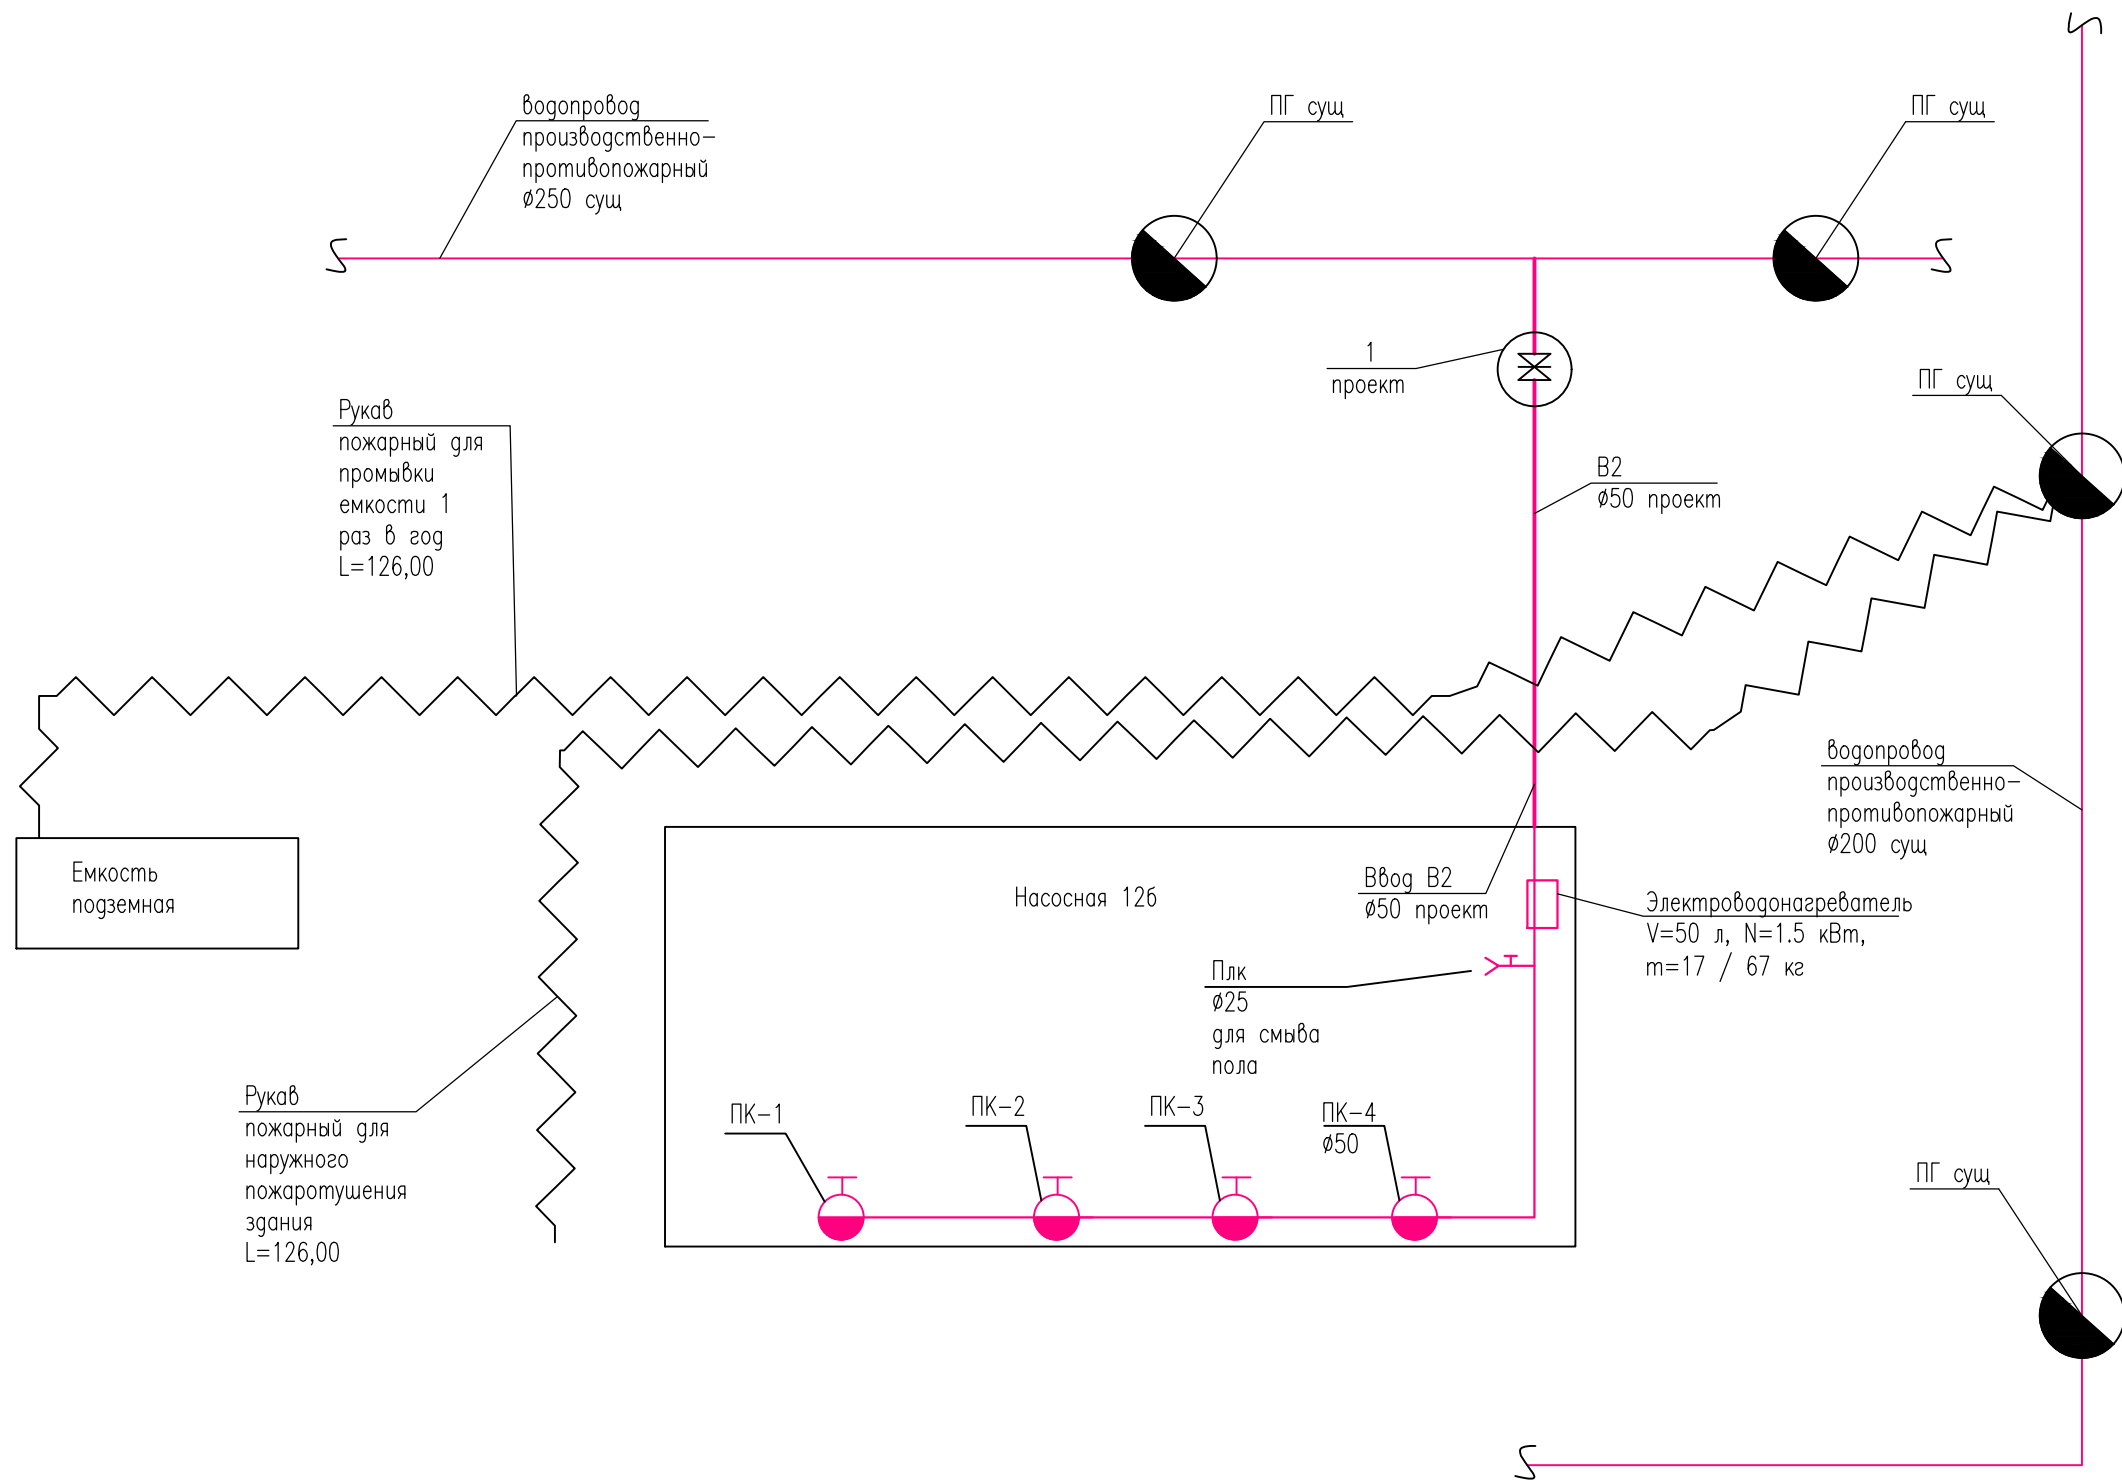 водопровод
производственно-
противопожарный
ø250 сущ
ПГ сущ
ПГ сущ
1
проект
ПГ сущ
Рукав
пожарный для
промывки
емкости 1
раз в год
L=126,00
В2
ø50 проект
водопровод
производственно-
противопожарный
ø200 сущ
Емкость
подземная
Насосная 126
Ввод В2
ø50 проект
Электроводонагреватель
V=50 л, N=1.5 кВт,
m=17 / 67 кг
Плк
ø25
для смыва
пола
Рукав
пожарный для
наружного
пожаротушения
здания
L=126,00
ПК-1
ПК-2
ПК-3
ПК-4
ø50
ПГ сущ